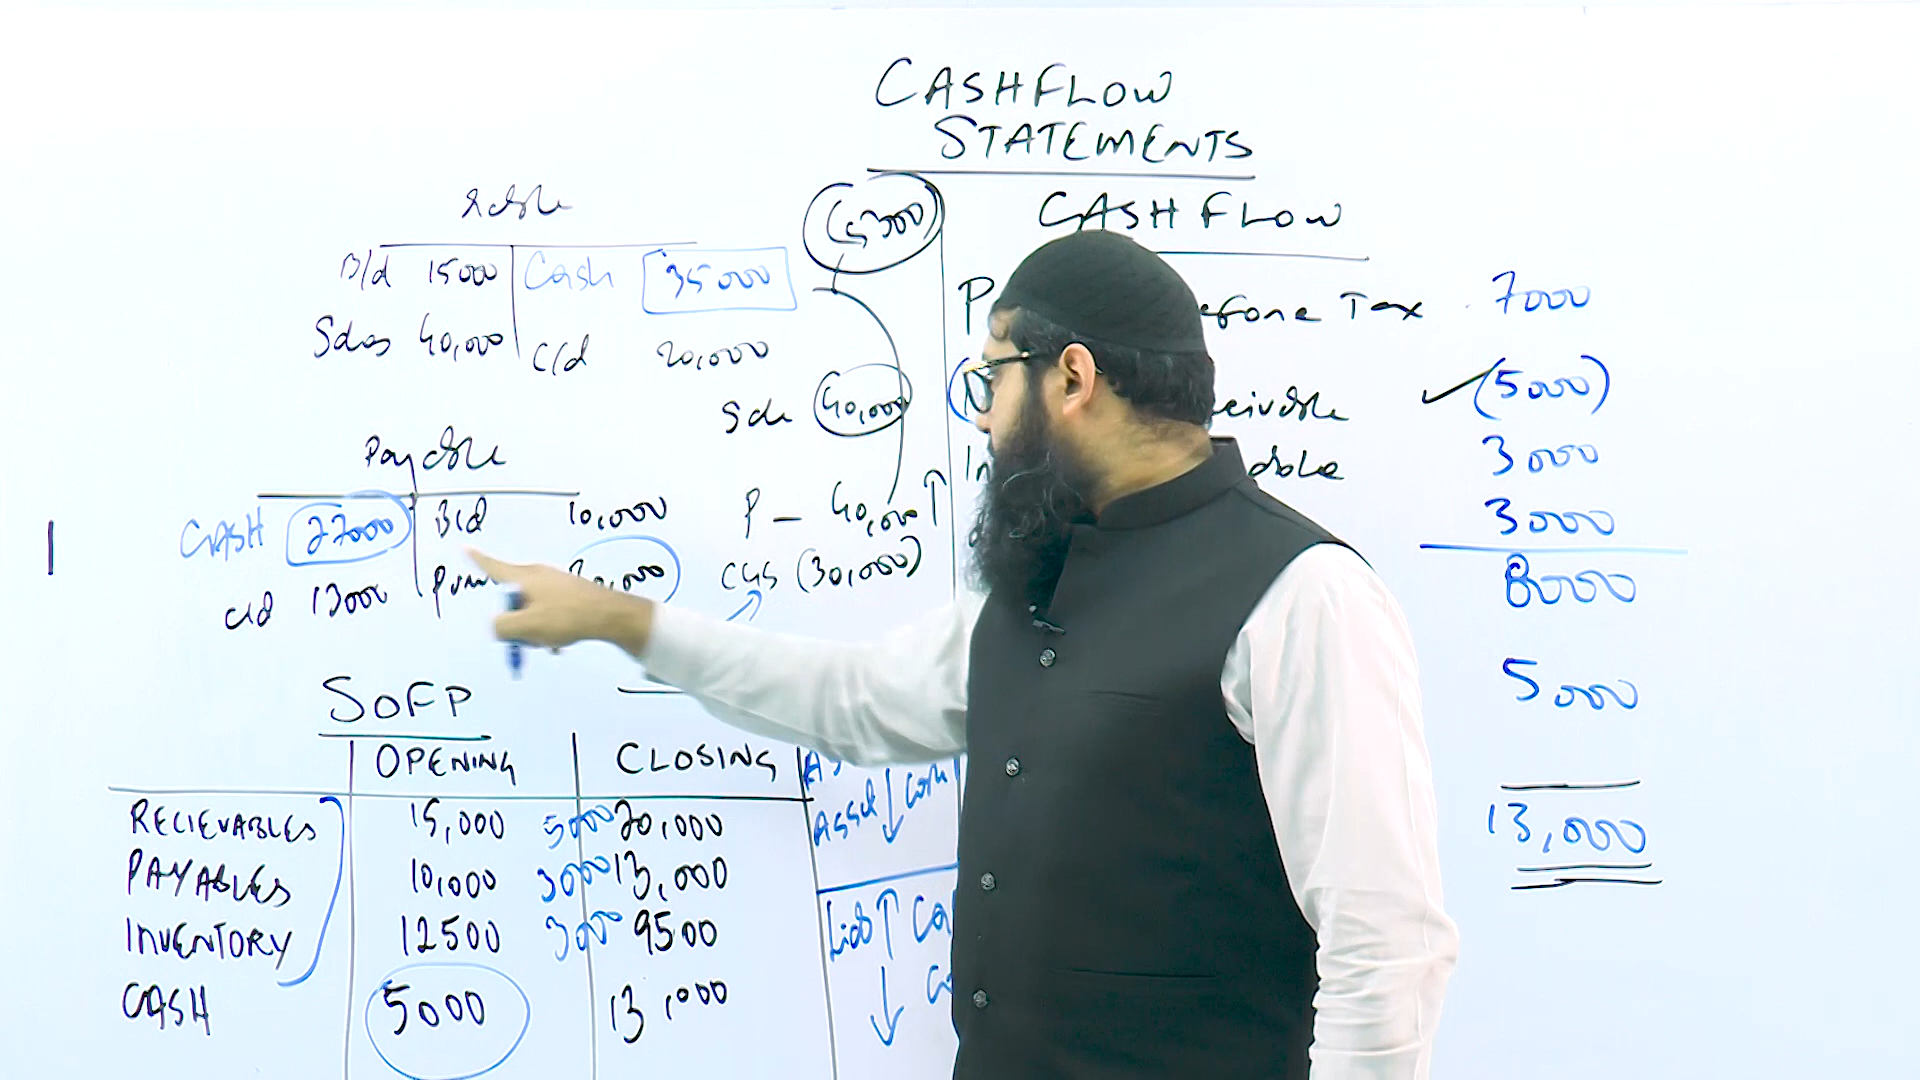 CASHFLOW
STATEMENTS
CASH FLOW
B/d 15000 Cash 35000
Sales 40,000 C/d 20,000
Sale 40,000
Tax 7000
(5000)
3000
3000
8000
5000
13,000
Payable
CASH 27000 B/d 10,000
c/d 13000
P - 40,000 ↑
CGS (30,000)
SOFP
OPENING CLOSING
RECIEVABLES 15,000 5000 20,000
PAYABLES 10,000 3000 13,000
INVENTORY 12500 3000 9500
CASH 5000 13,000
Asset ↓ Cash
Liab ↑
↓